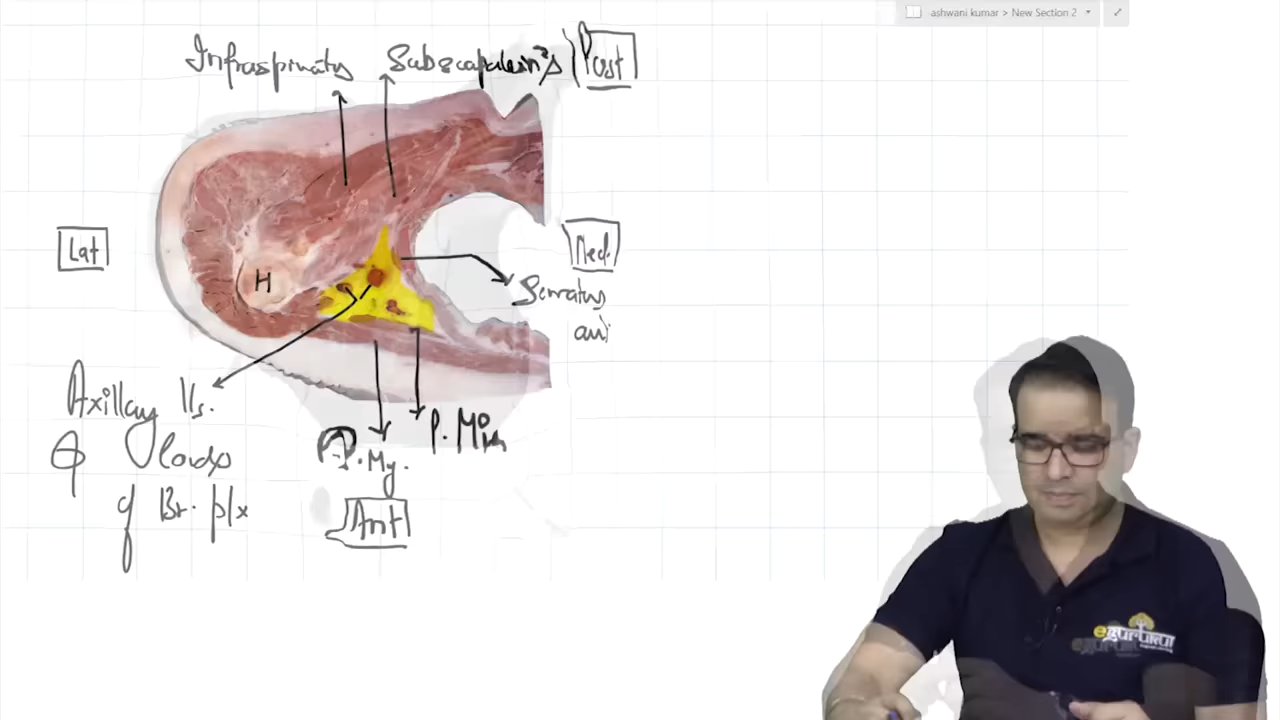 ashwani kumar > New Section 2
Infraspinatus
Subscapularis
Post
Lat
Med.
H
Serratus
ant
Axillary Vs.
of
Br. plx
P. My.
P. Min
Ant
egurukul